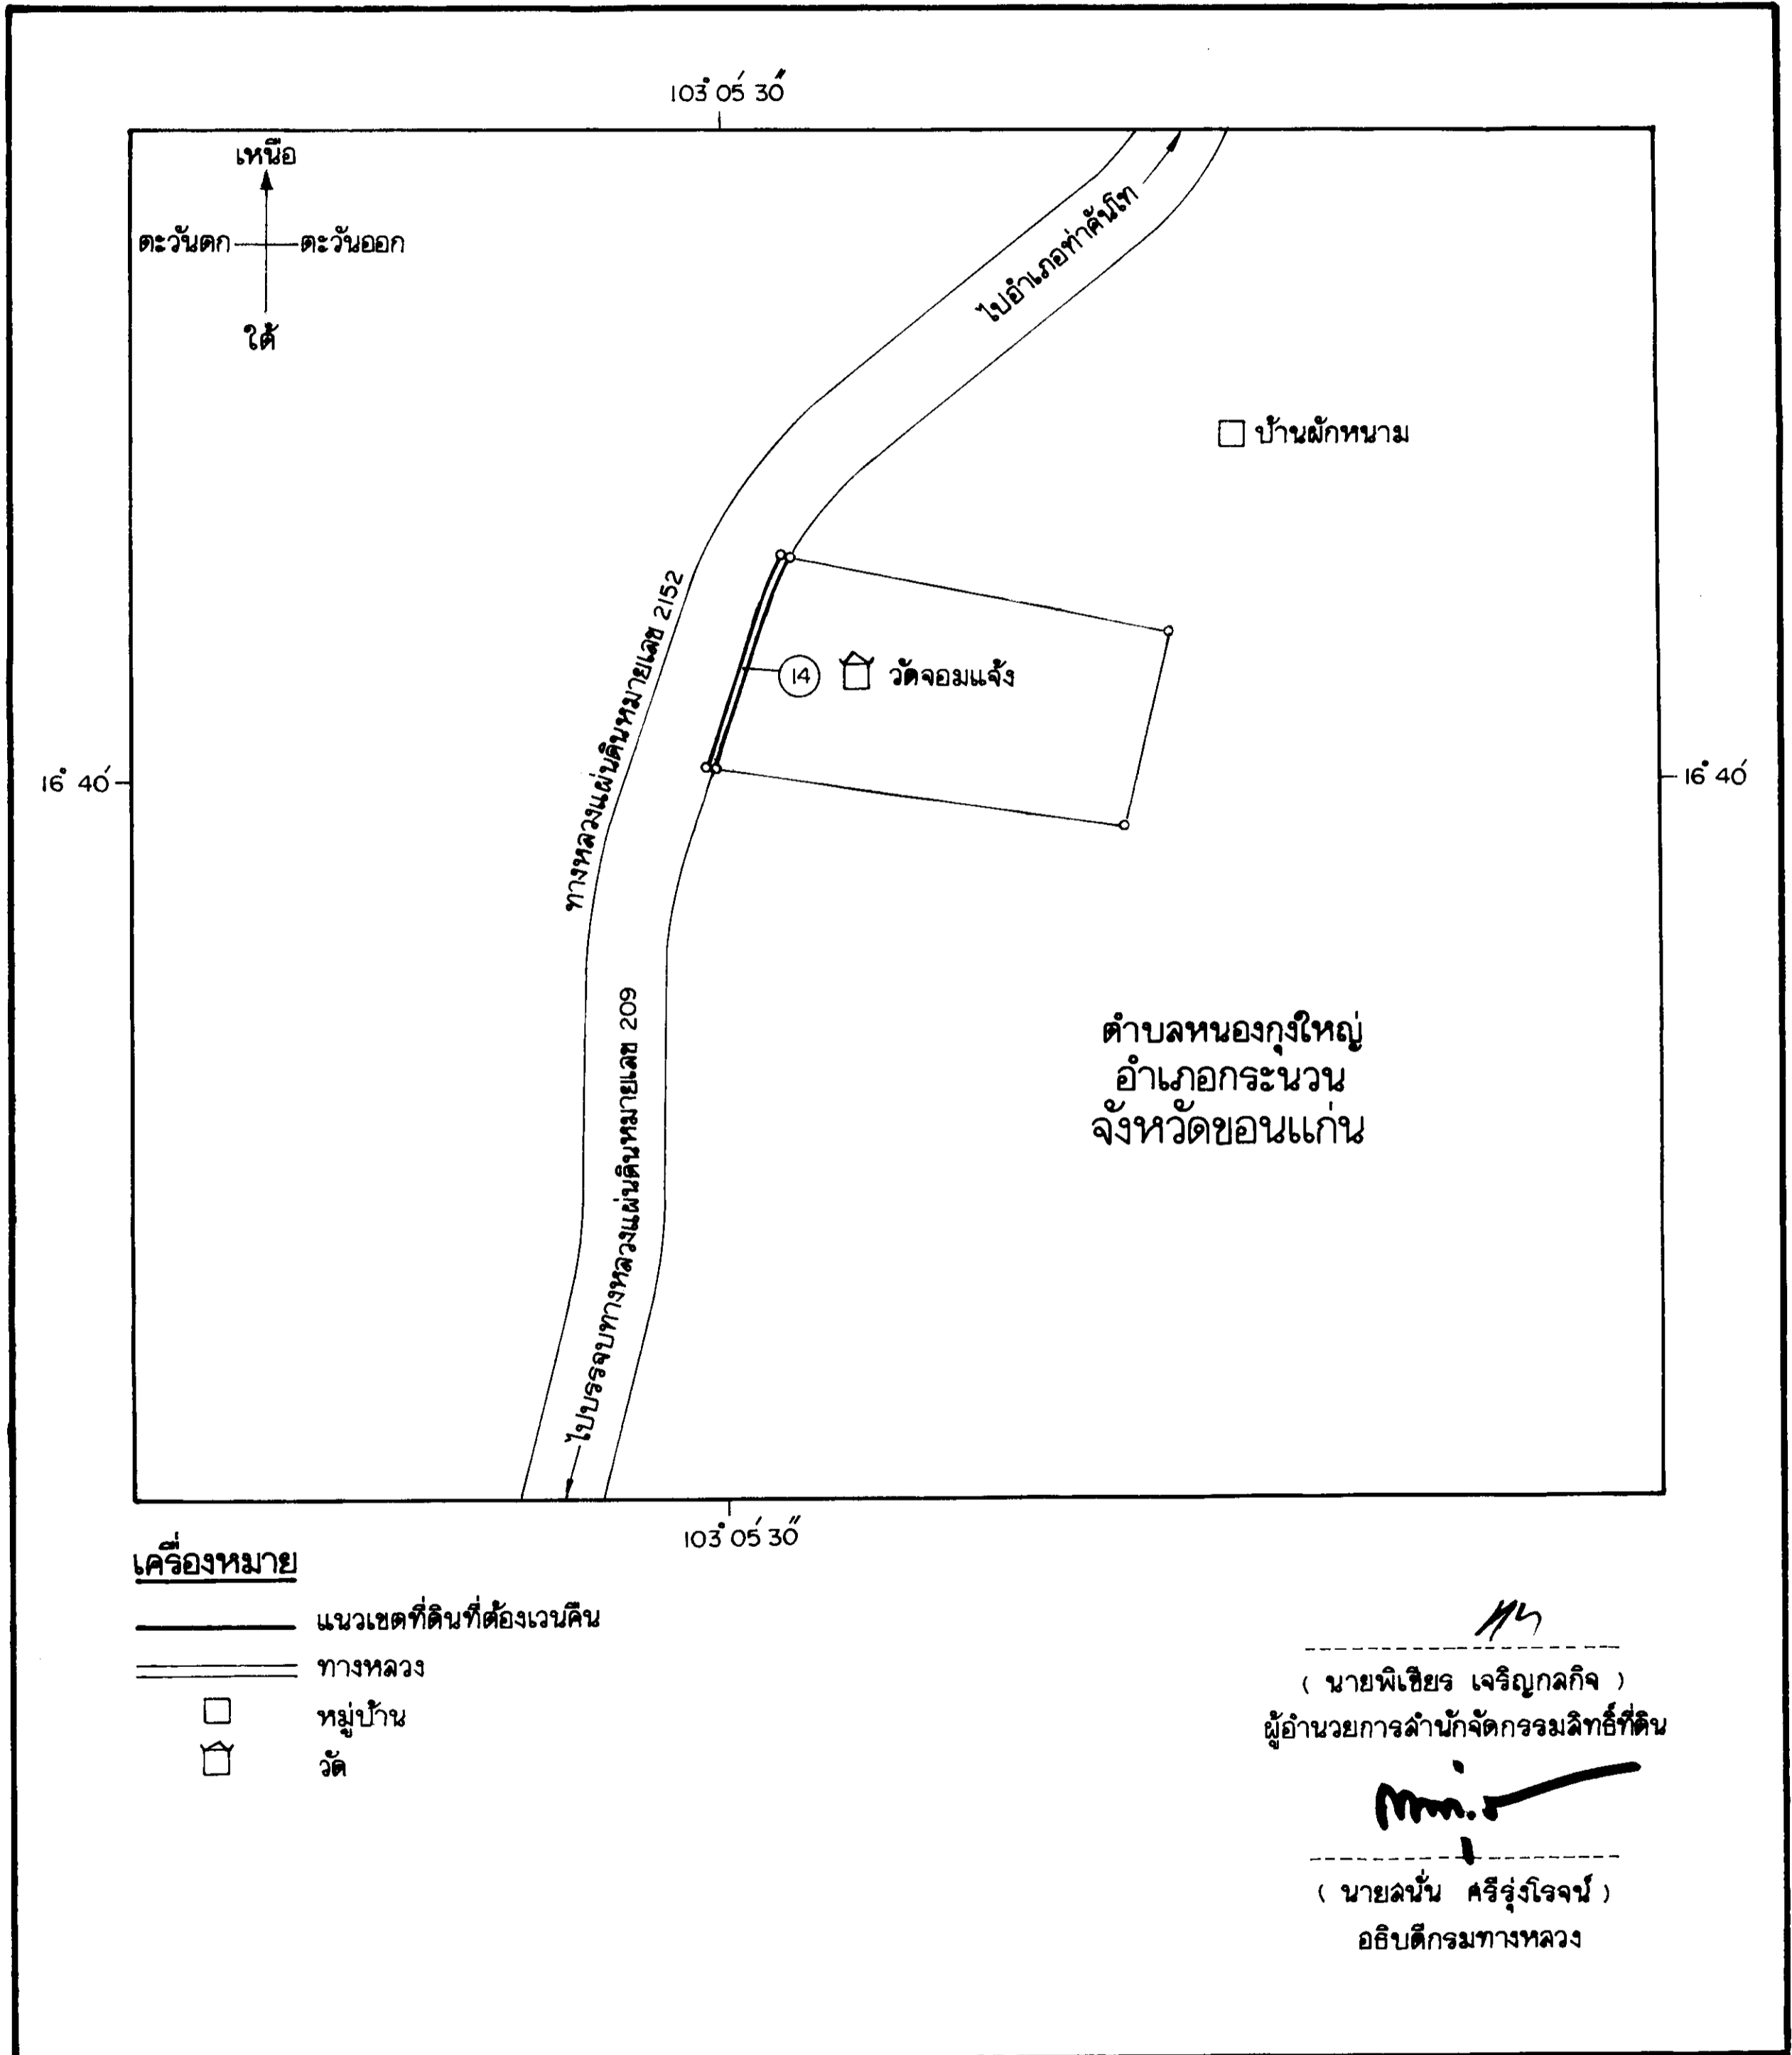 103° 05′ 30″
เหนือ
ตะวันตก ตะวันออก
ใต้
ไปอำเภอท่าคันโท
บ้านผักหนาม
ทางหลวงแผ่นดินหมายเลข 2152
14 วัดจอมแจ้ง
16° 40′
16° 40′
ไปบรรจบทางหลวงแผ่นดินหมายเลข 209
ตำบลหนองกุงใหญ่
อำเภอกระนวน
จังหวัดขอนแก่น
103° 05′ 30″
เครื่องหมาย
แนวเขตที่ดินที่ต้องเวนคืน
ทางหลวง
หมู่บ้าน
วัด
( นายพิเชียร เจริญกลกิจ )
ผู้อำนวยการสำนักจัดกรรมสิทธิ์ที่ดิน
( นายสนั่น ศรีรุ่งโรจน์ )
อธิบดีกรมทางหลวง